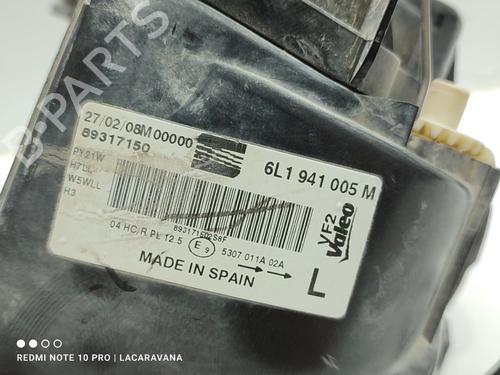 27/02/08M00000
89317150
6L1 941 005 M
PY21W
H7LL
W5WLL
H3
89317150258F
VF2
Valeo
04 HC/R PL 12.5 E9 5307 011A 02A
MADE IN SPAIN
L
REDMI NOTE 10 PRO | LACARAVANA